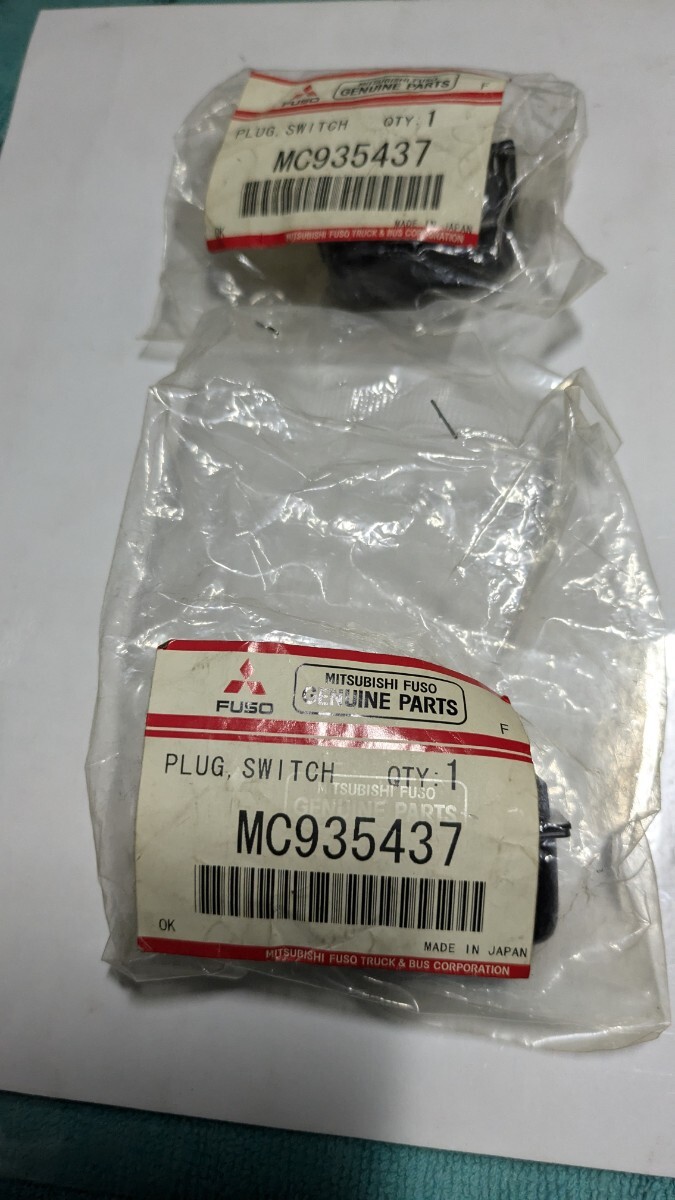 FUSO
MITSUBISHI FUSO
GENUINE PARTS
F
PLUG, SWITCH QTY: 1
MC935437
OK
MADE IN JAPAN
MITSUBISHI FUSO TRUCK & BUS CORPORATION
FUSO
MITSUBISHI FUSO
GENUINE PARTS
F
PLUG, SWITCH QTY: 1
MITSUBISHI FUSO
GENUINE PARTS
MC935437
OK
MADE IN JAPAN
MITSUBISHI FUSO TRUCK & BUS CORPORATION